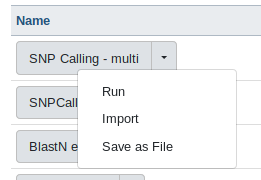 Name
SNP Calling - multi
Run
SNPCall
Import
BlastN e
Save as File